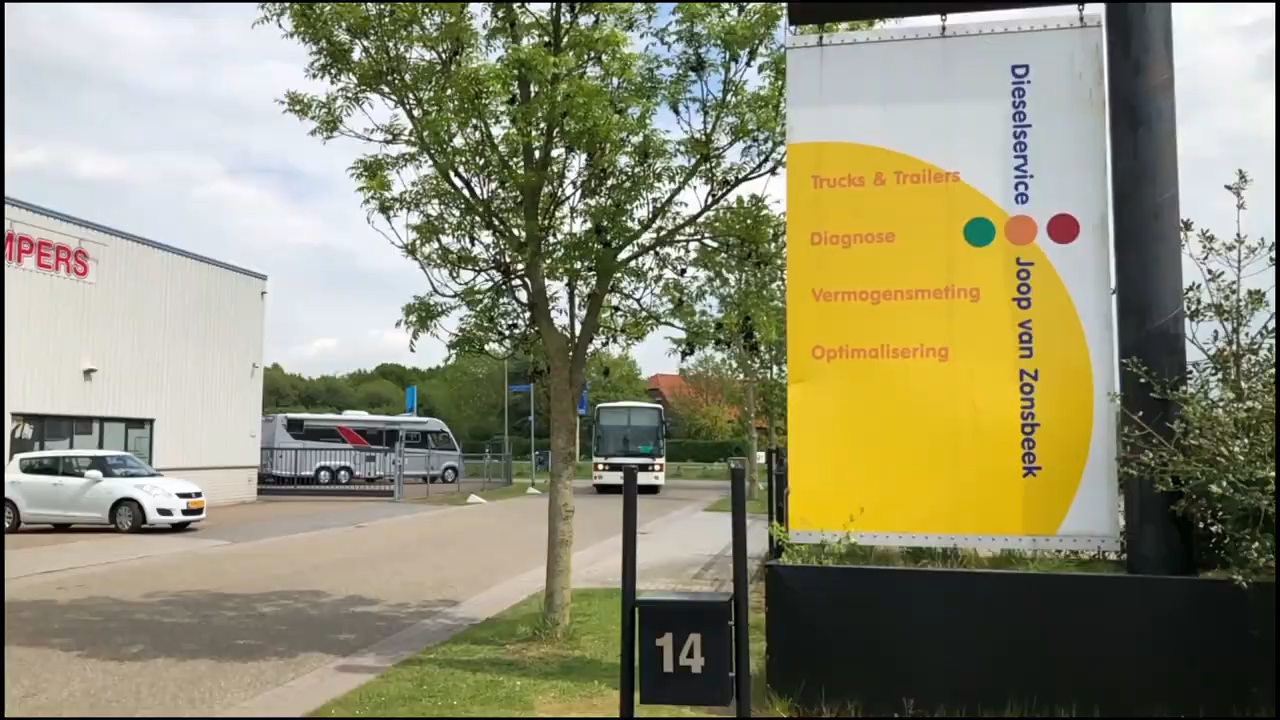 MPERS
Trucks & Trailers
Diagnose
Vermogensmeting
Optimalisering
Dieselservice
Joop van Zonsbeek
14